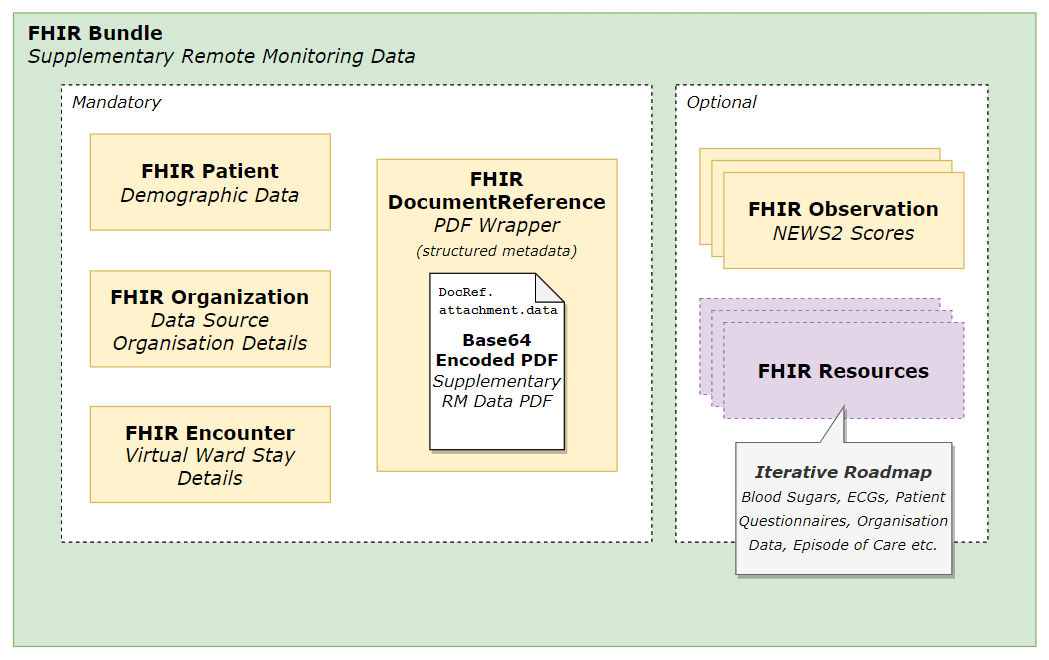 FHIR Bundle
Supplementary Remote Monitoring Data
Mandatory
FHIR Patient
Demographic Data
FHIR Organization
Data Source
Organisation Details
FHIR Encounter
Virtual Ward Stay
Details
FHIR
DocumentReference
PDF Wrapper
(structured metadata)
DocRef.
attachment.data
Base64
Encoded PDF
Supplementary
RM Data PDF
Optional
FHIR Observation
NEWS2 Scores
FHIR Resources
Iterative Roadmap
Blood Sugars, ECGs, Patient
Questionnaires, Organisation
Data, Episode of Care etc.